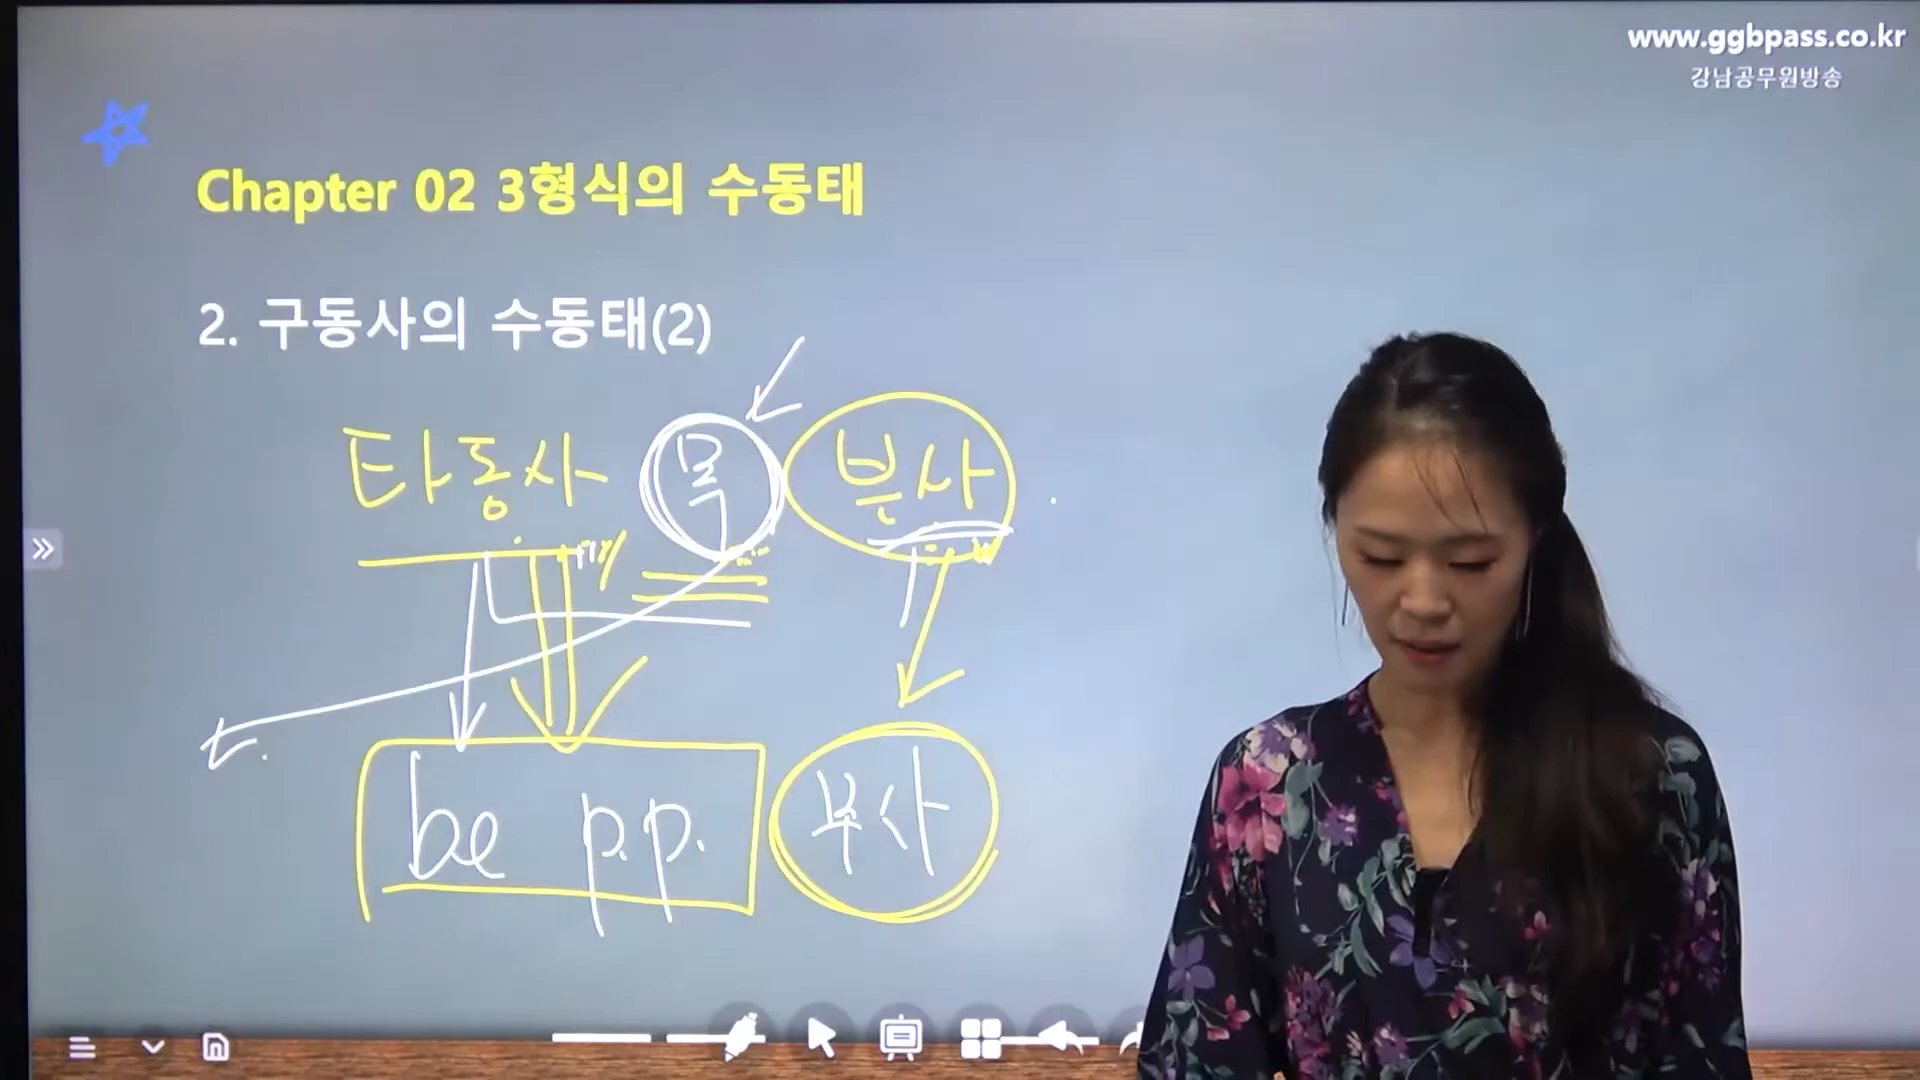 www.ggbpass.co.kr
강남공무원방송
Chapter 02 3형식의 수동태
2. 구동사의 수동태(2)
타동사 목 부사
be p.p. 부사